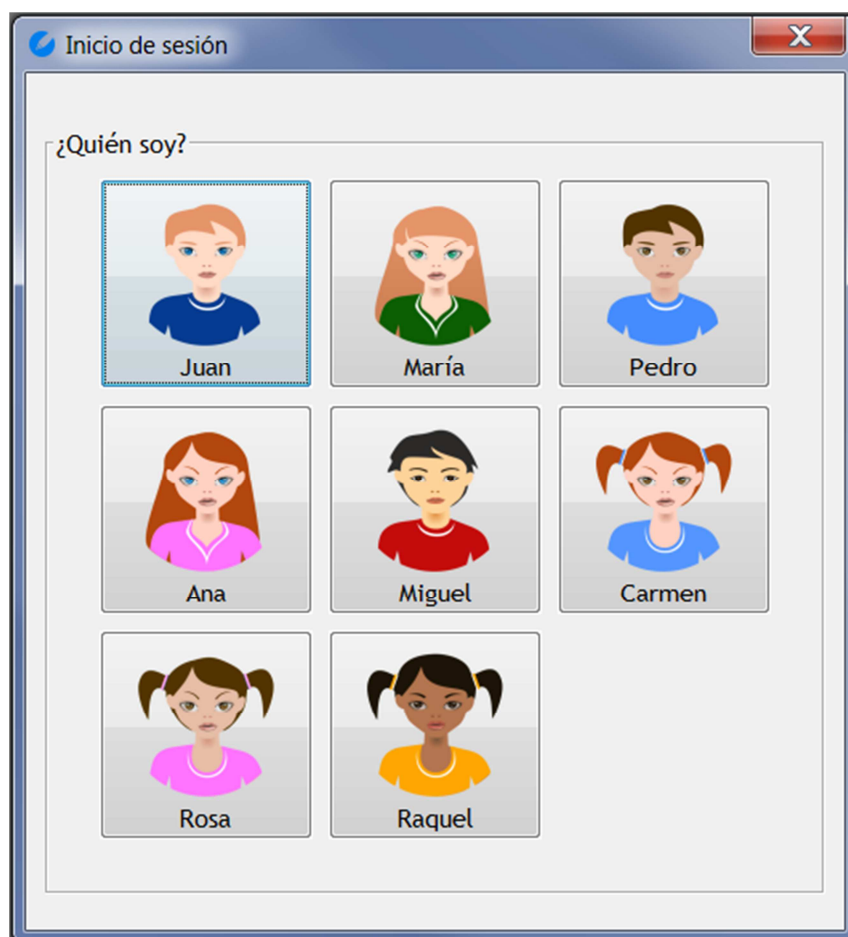 Inicio de sesión
¿Quién soy?
Juan
María
Pedro
Ana
Miguel
Carmen
Rosa
Raquel